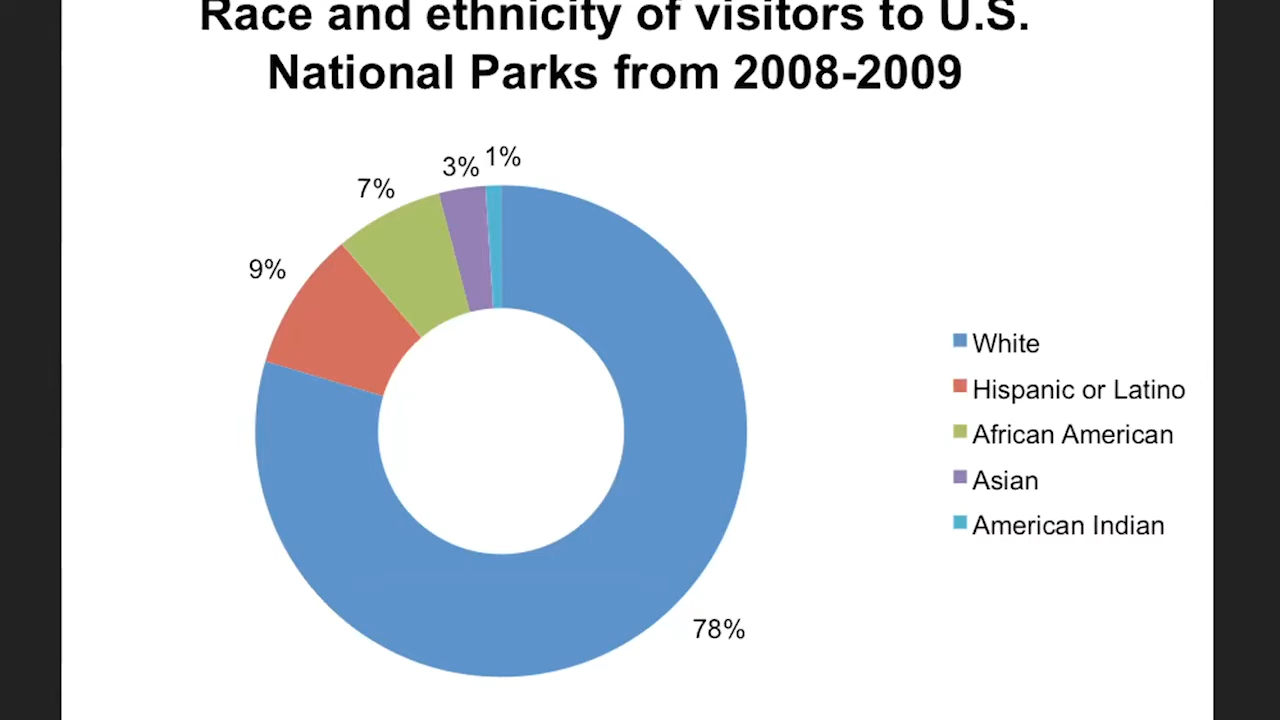 Race and ethnicity of visitors to U.S.
National Parks from 2008-2009
3% 1%
7%
9%
White
Hispanic or Latino
African American
Asian
American Indian
78%